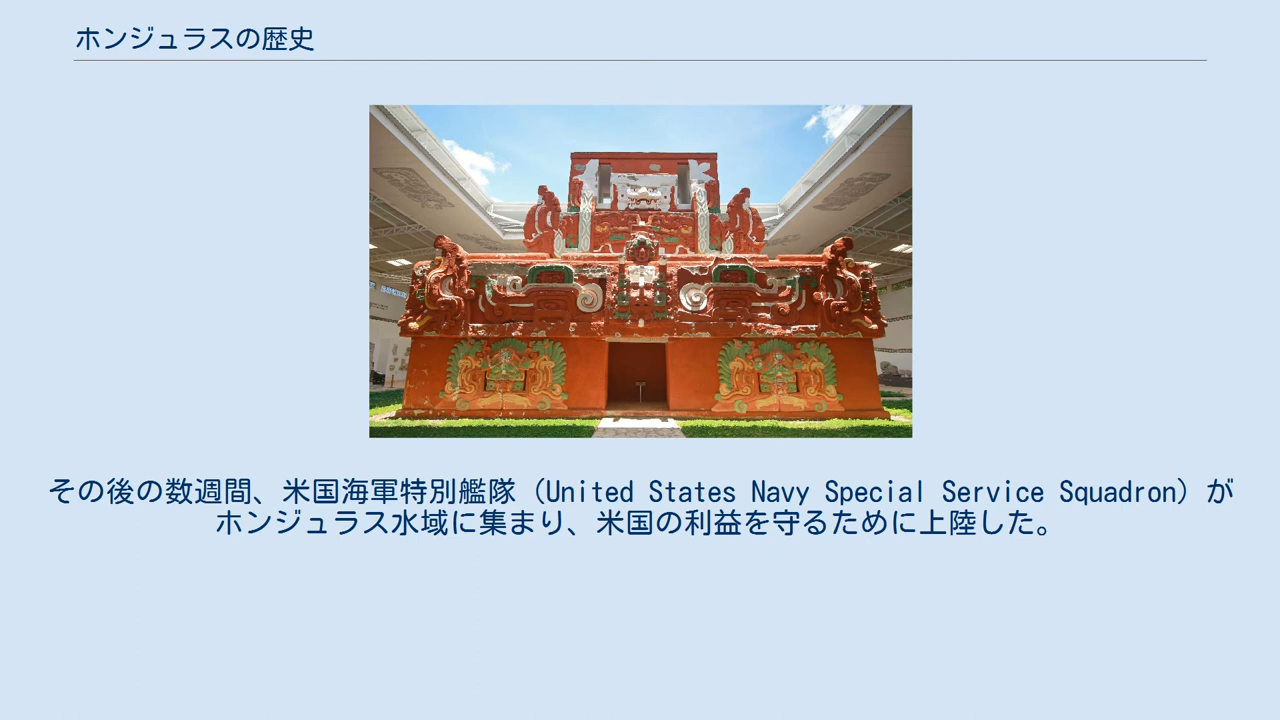 ホンジュラスの歴史
その後の数週間、米国海軍特別艦隊（United States Navy Special Service Squadron）が
ホンジュラス水域に集まり、米国の利益を守るために上陸した。